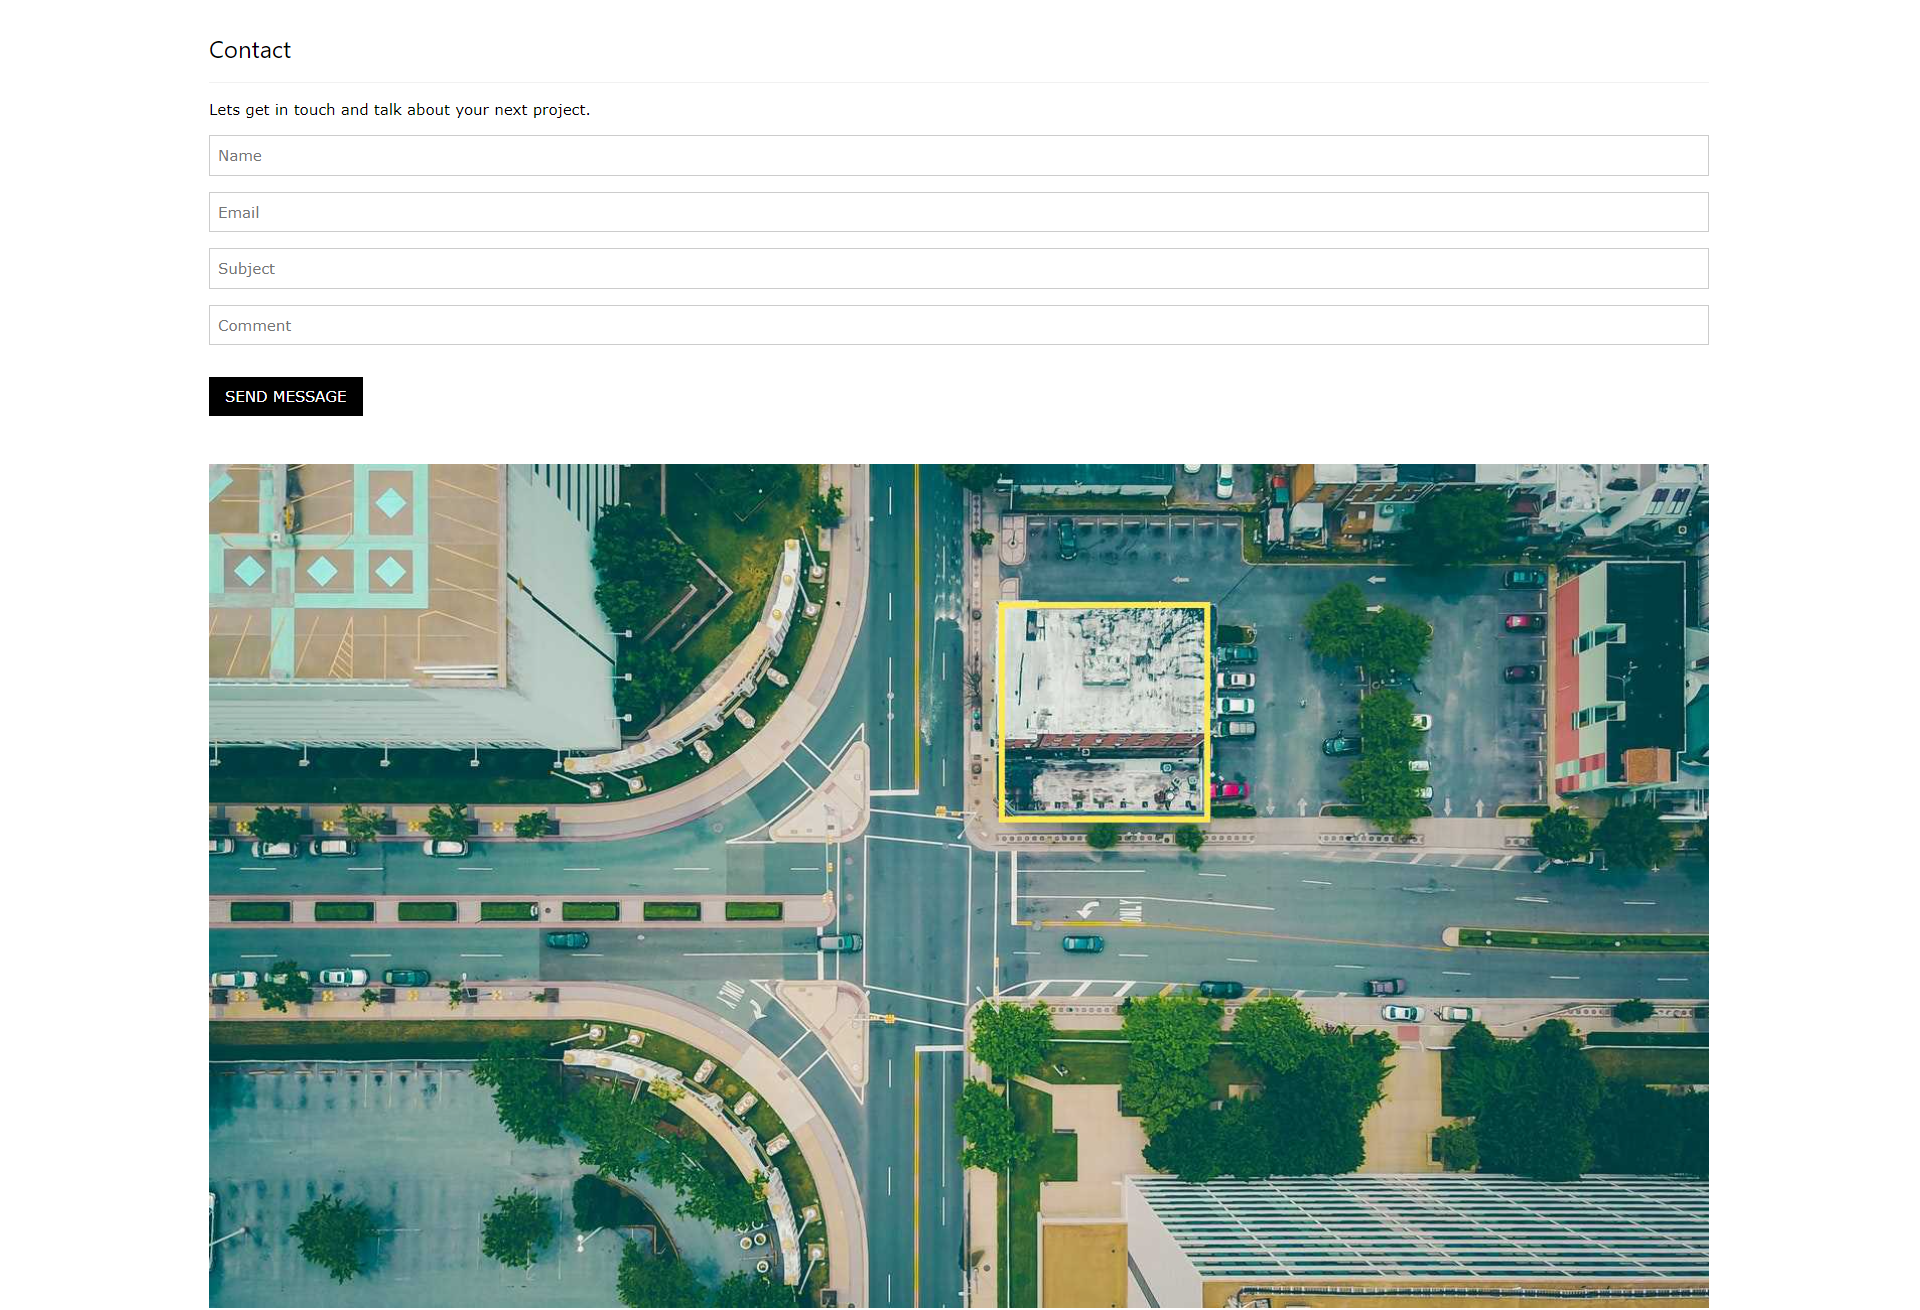 Contact
Lets get in touch and talk about your next project.
Name
Email
Subject
Comment
SEND MESSAGE
ONLY
ONLY